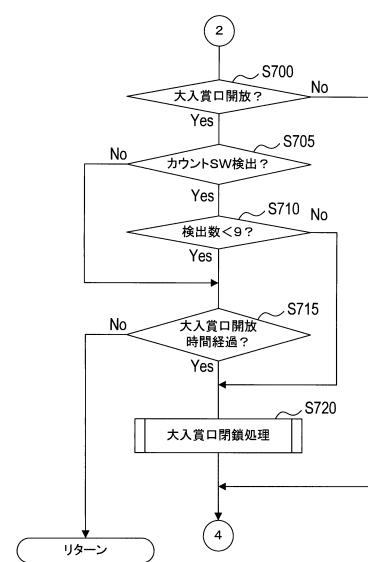 2
S700
大入賞口開放?
No
Yes
S705
No
カウントSW検出?
Yes
S710
No
検出数<9?
Yes
S715
No
大入賞口開放
時間経過?
Yes
S720
大入賞口閉鎖処理
4
リターン